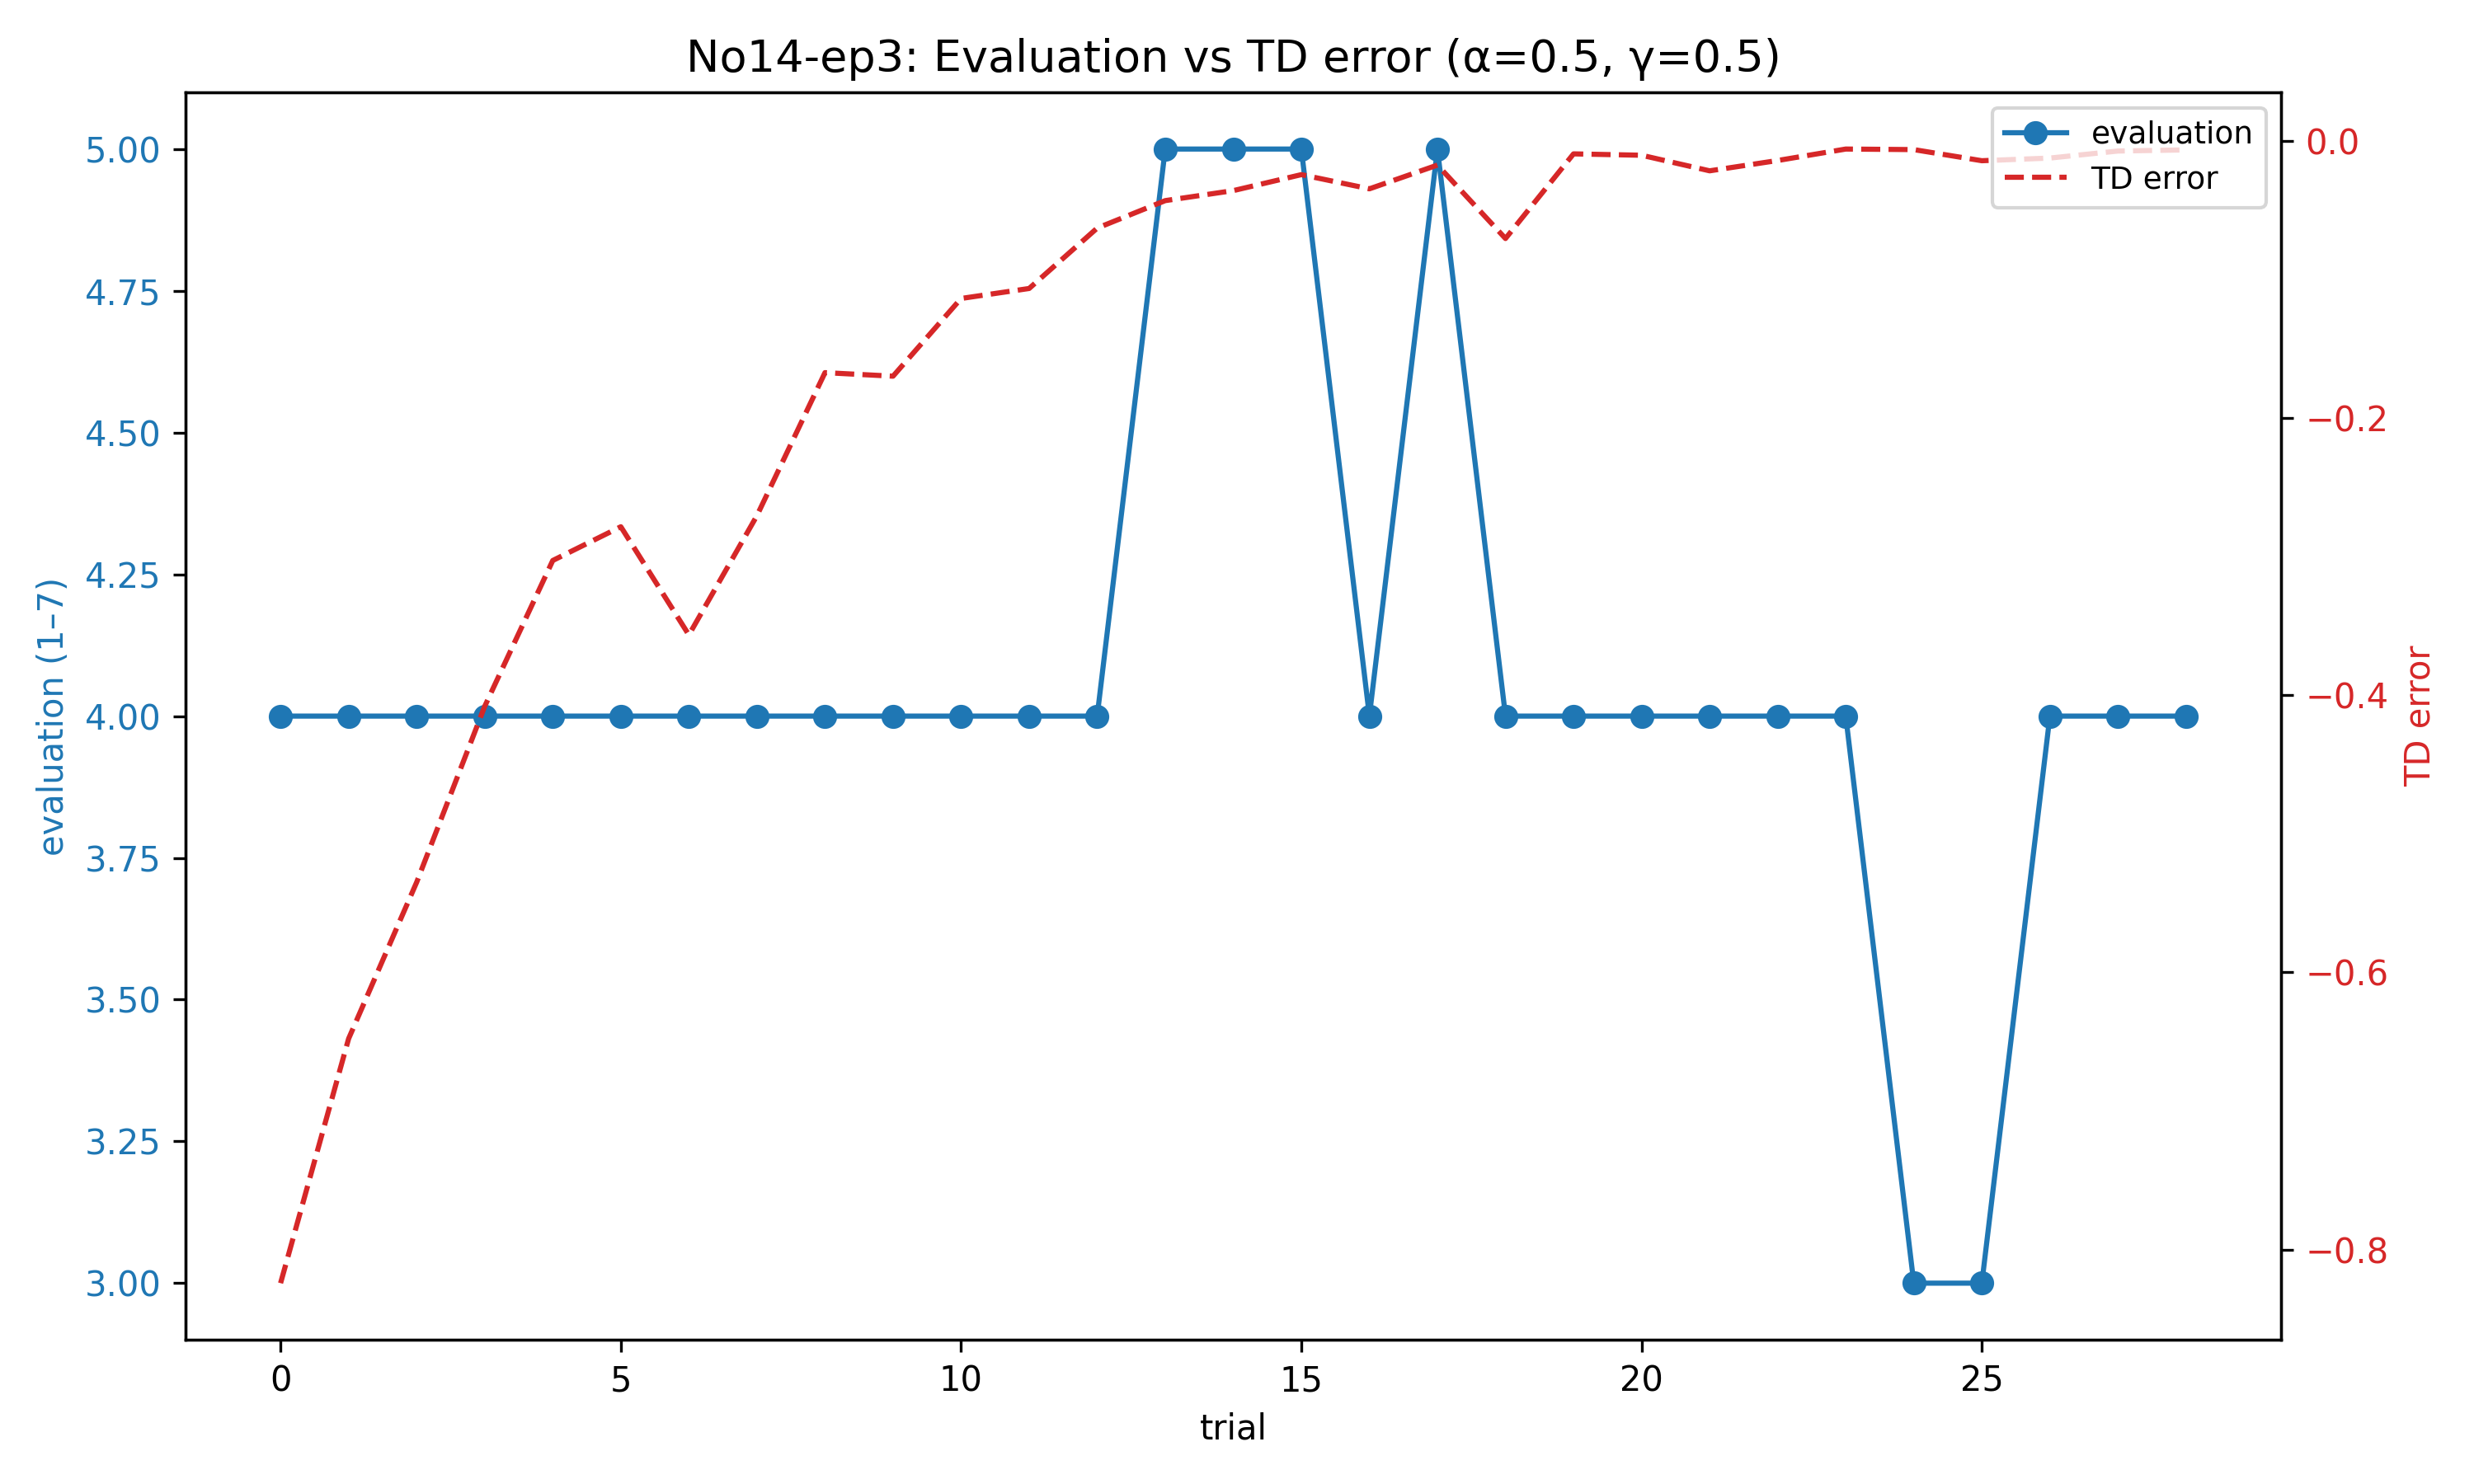 No14-ep3: Evaluation vs TD error (α=0.5, γ=0.5)
evaluation (1–7)
5.00
4.75
4.50
4.25
4.00
3.75
3.50
3.25
3.00
evaluation
TD error
0.0
−0.2
−0.4
−0.6
−0.8
TD error
0 5 10 15 20 25
trial